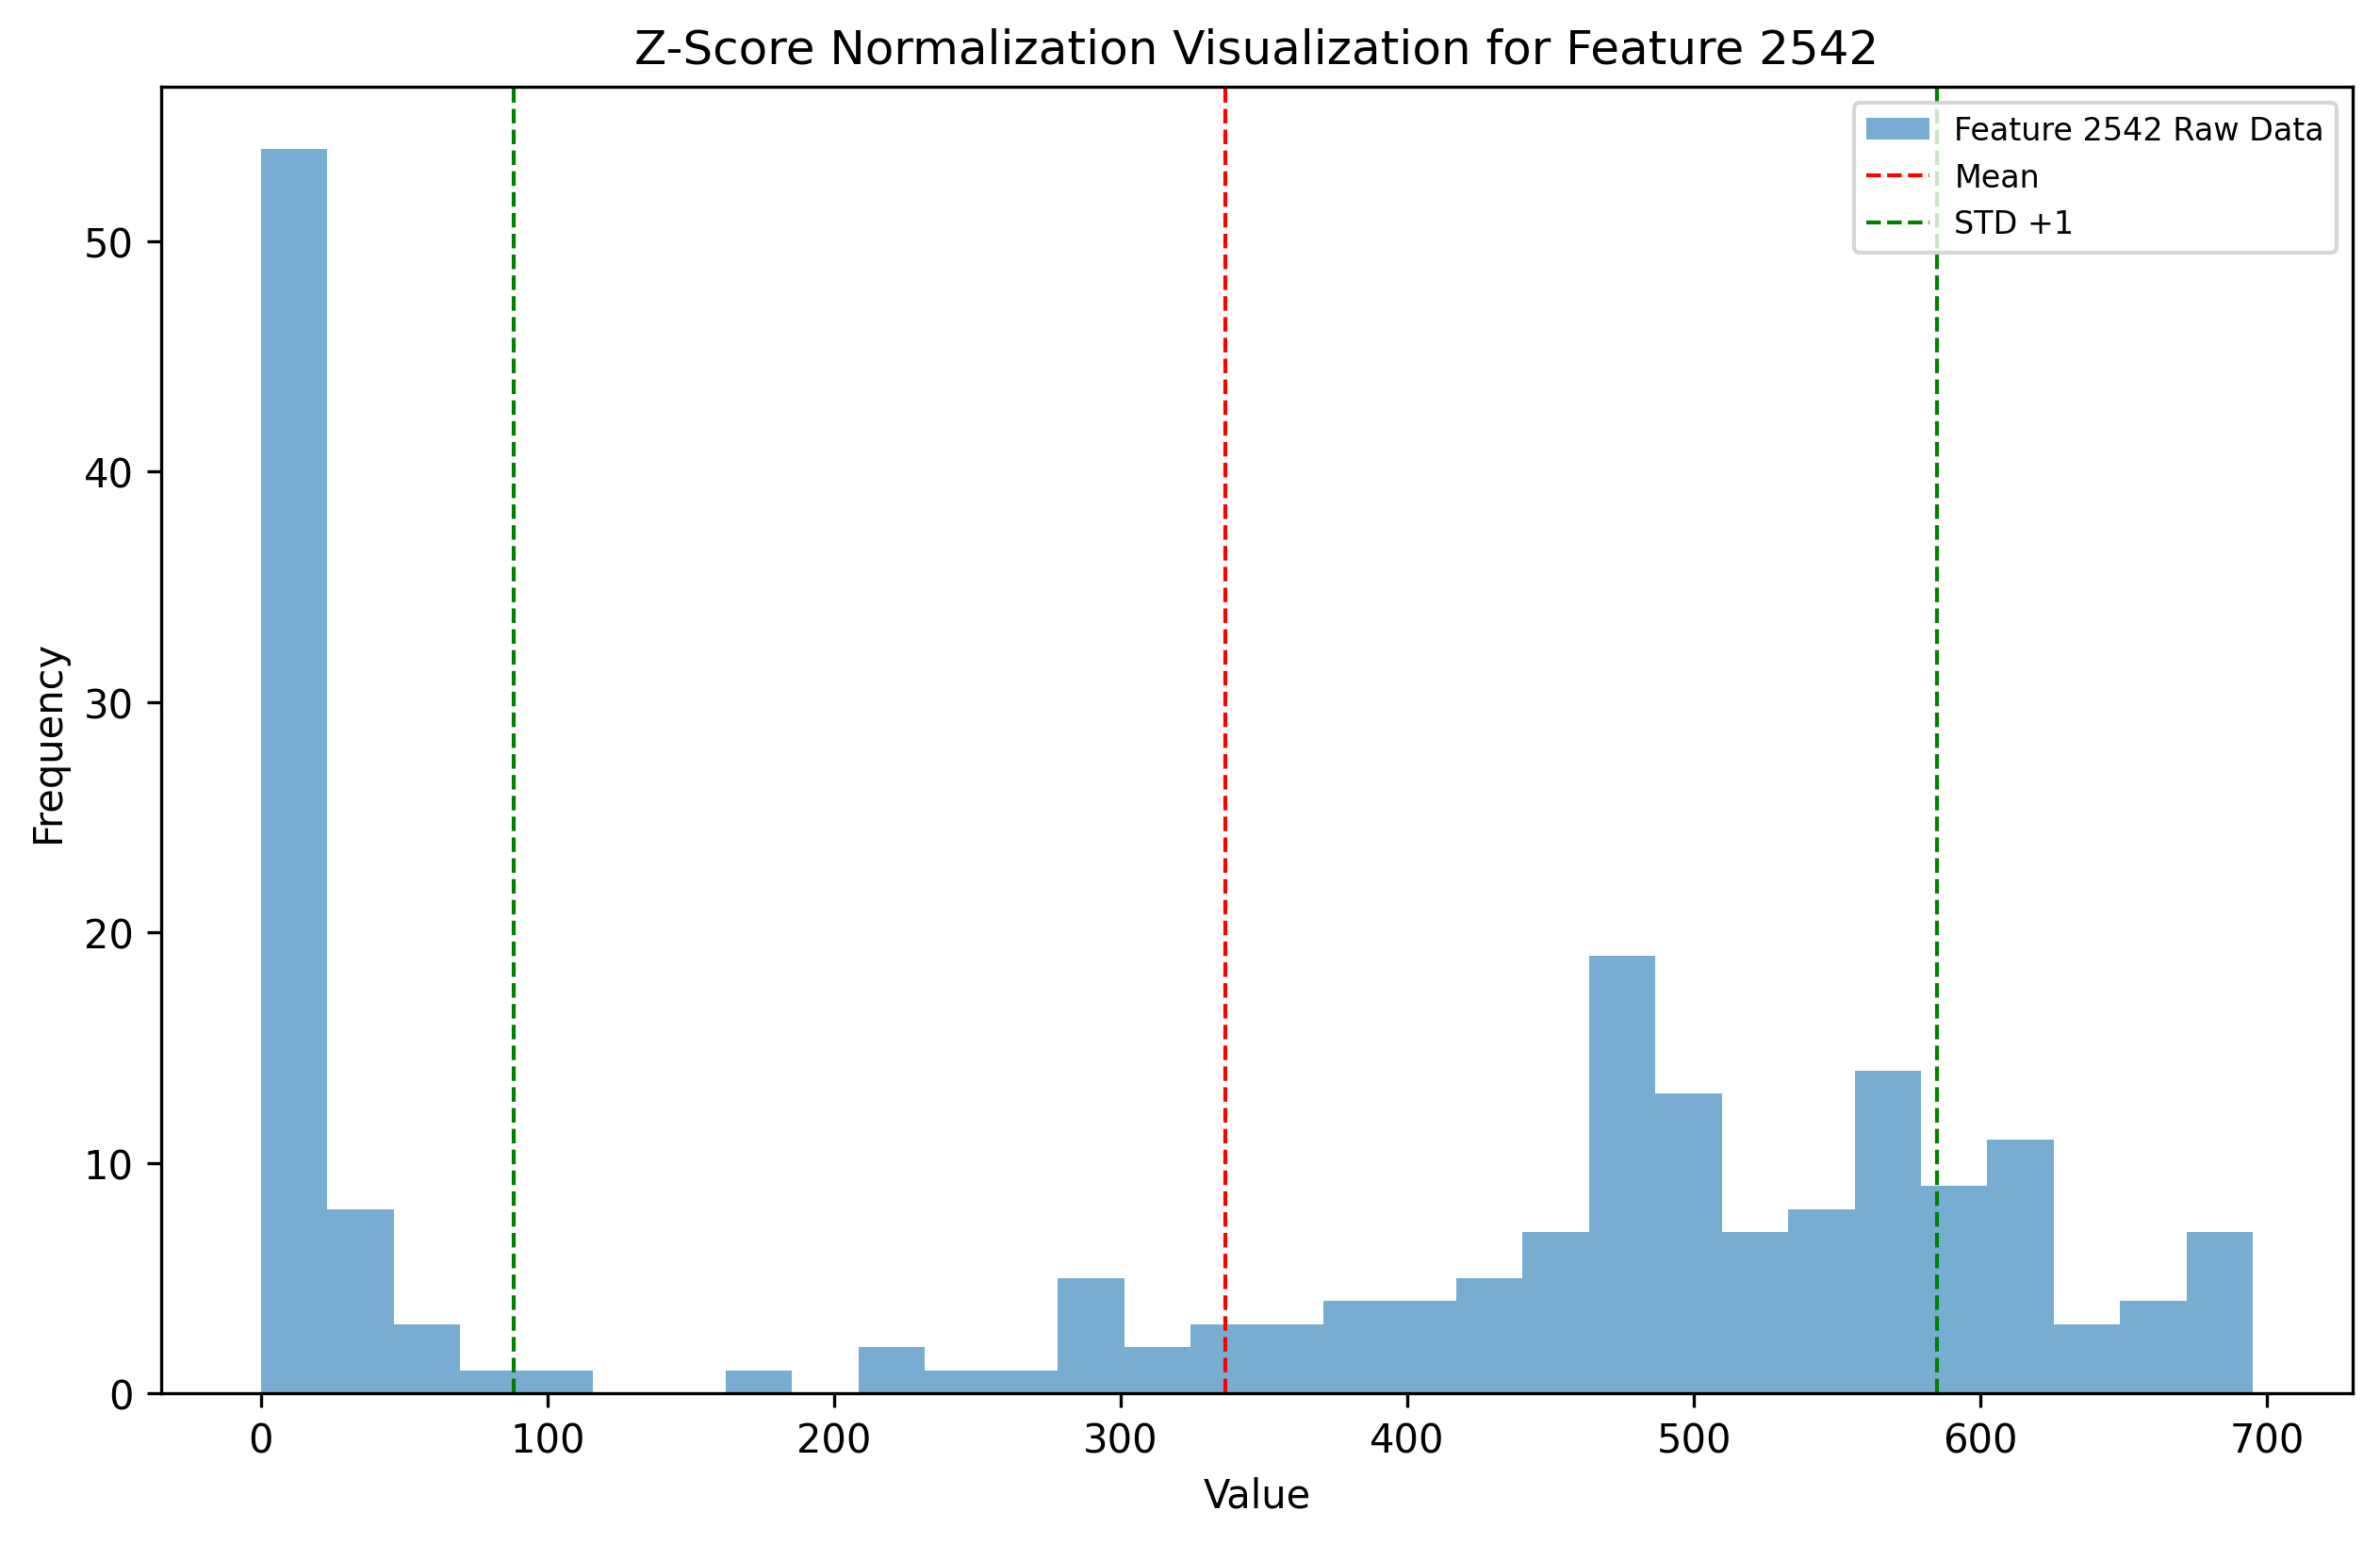 Z-Score Normalization Visualization for Feature 2542
Feature 2542 Raw Data
Mean
STD +1
50
40
30
20
10
0
Frequency
0 100 200 300 400 500 600 700
Value